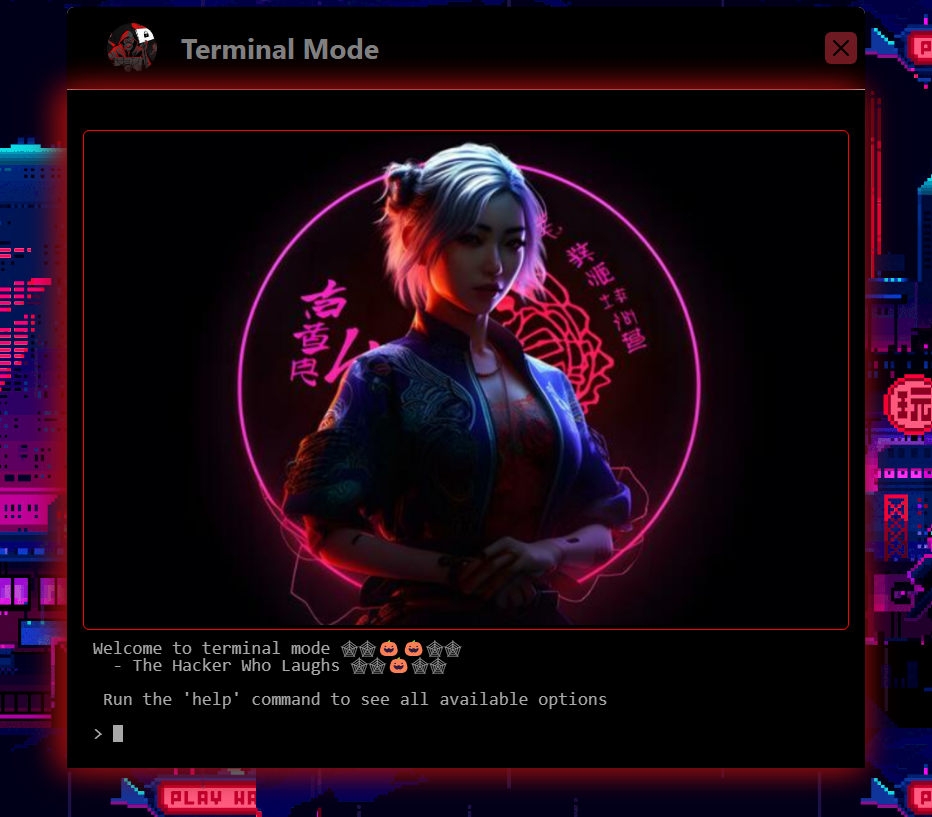 Terminal Mode
Welcome to terminal mode 🕸🕸🎃 🎃🕸🕸
- The Hacker Who Laughs 🕸🕸🎃🕸🕸
Run the 'help' command to see all available options
>
PLAY